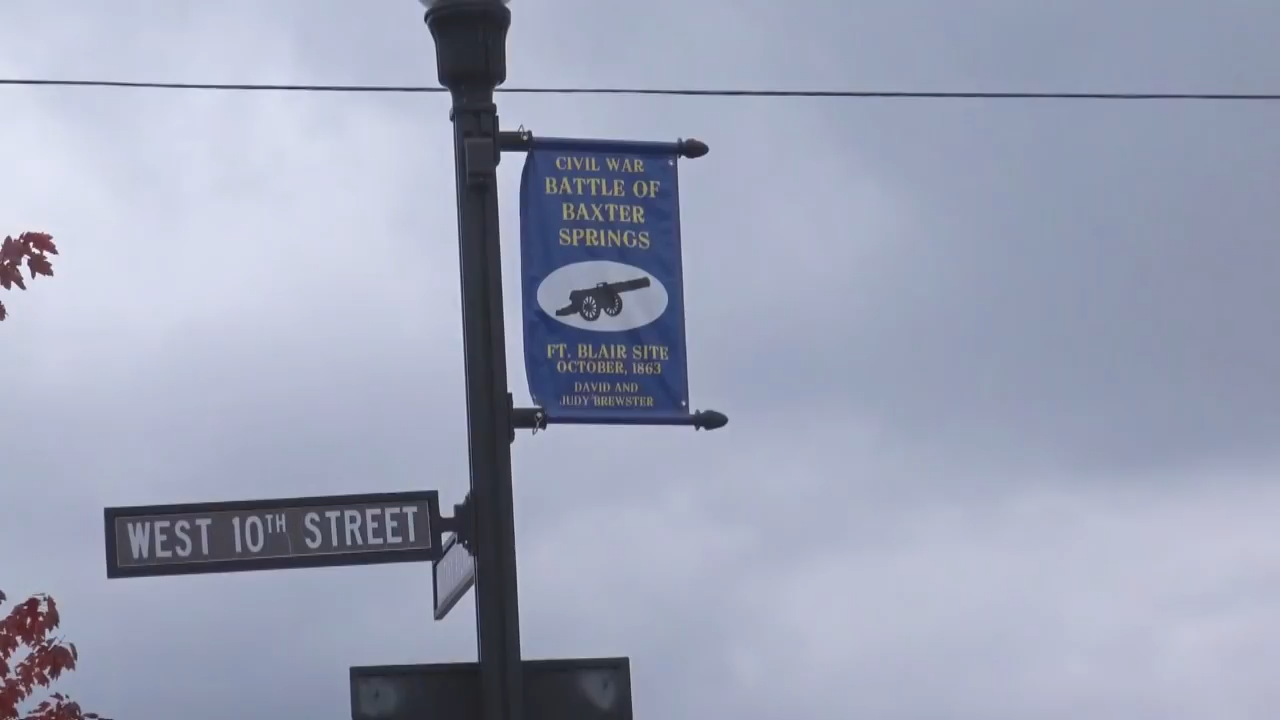 CIVIL WAR
BATTLE OF
BAXTER
SPRINGS
FT. BLAIR SITE
OCTOBER, 1863
DAVID AND
JUDY BREWSTER
WEST 10TH STREET